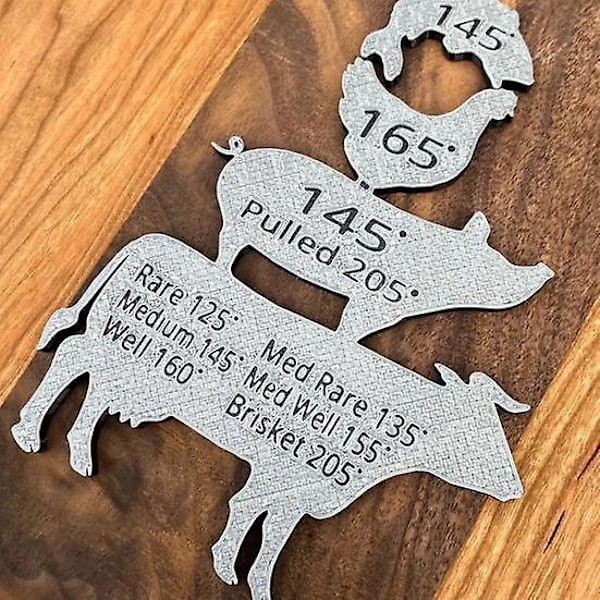 145°
165°
145°
Pulled 205°
Rare 125°
Medium 145°
Well 160°
Med Rare 135°
Med Well 155°
Brisket 205°